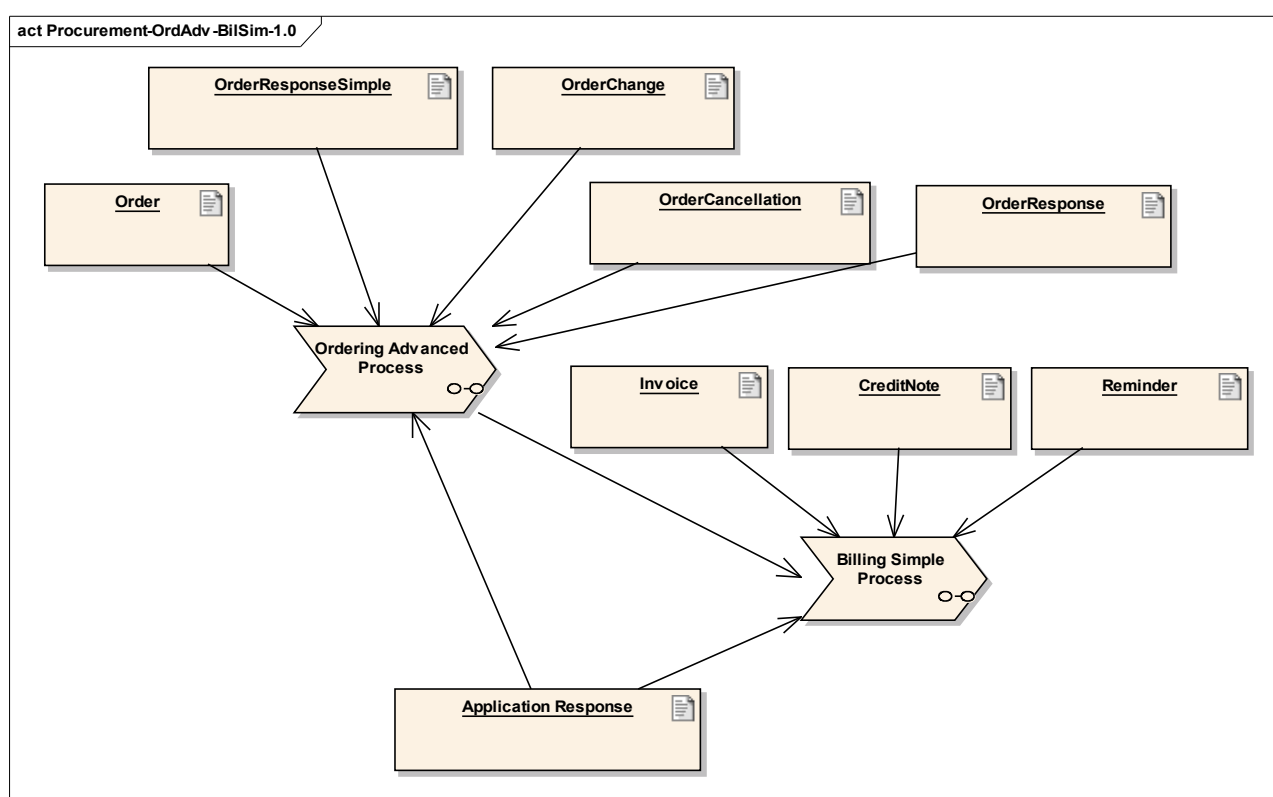 act Procurement-OrdAdv-BilSim-1.0
OrderResponseSimple
OrderChange
Order
OrderCancellation
OrderResponse
Ordering Advanced
Process
Invoice
CreditNote
Reminder
Billing Simple
Process
Application Response